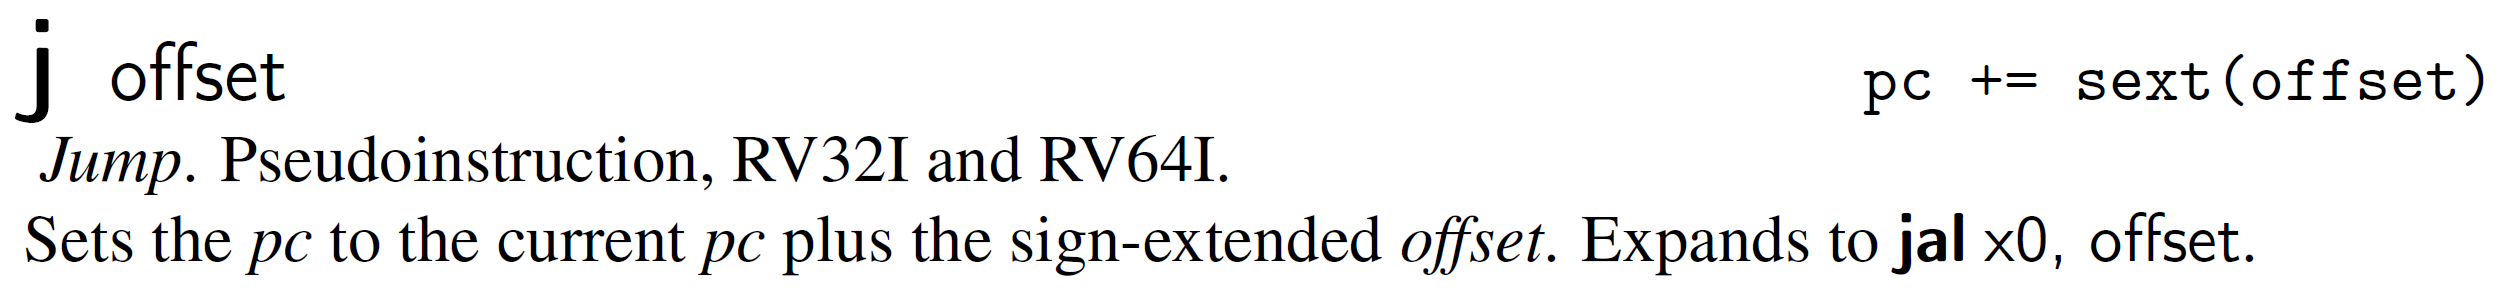 j offset pc += sext(offset)
Jump. Pseudoinstruction, RV32I and RV64I.
Sets the pc to the current pc plus the sign-extended offset. Expands to jal x0, offset.